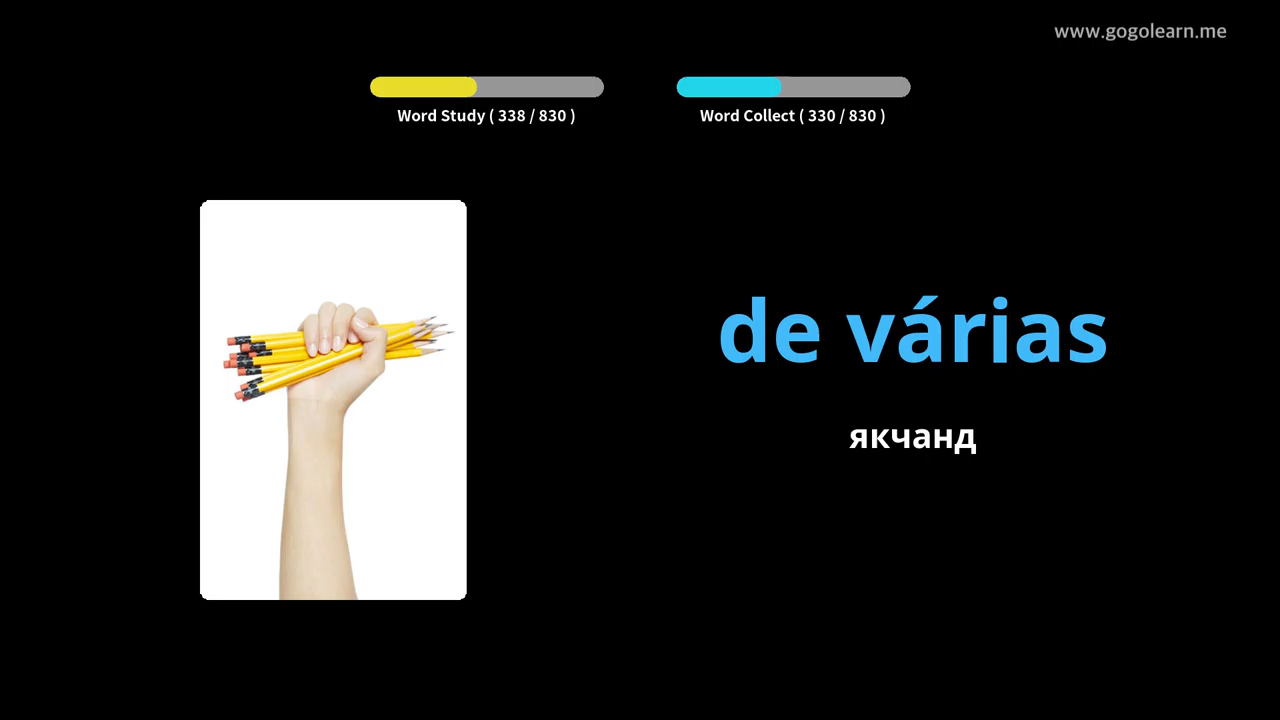 www.gogolearn.me
Word Study ( 338 / 830 )
Word Collect ( 330 / 830 )
de várias
якчанд